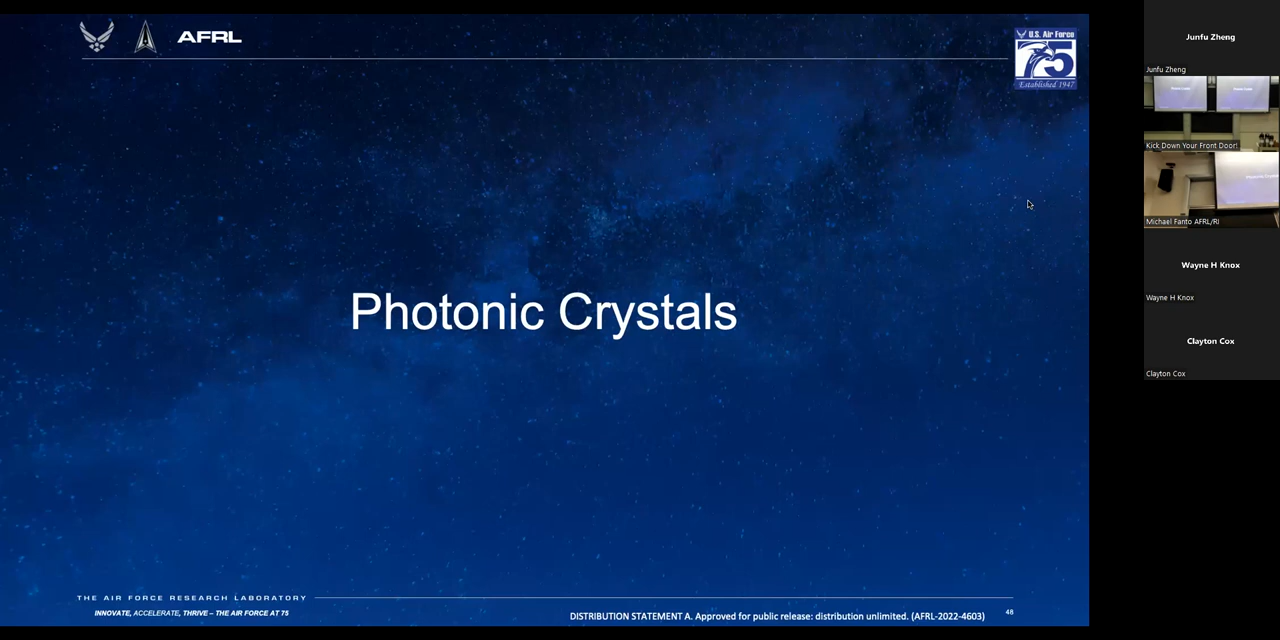 AFRL
U.S. Air Force
75
Established 1947
Photonic Crystals
THE AIR FORCE RESEARCH LABORATORY
INNOVATE, ACCELERATE, THRIVE – THE AIR FORCE AT 75
DISTRIBUTION STATEMENT A. Approved for public release: distribution unlimited. (AFRL-2022-4603)
48
Junfu Zheng
Junfu Zheng
Kick Down Your Front Door!
Michael Fanto AFRL/RI
Wayne H Knox
Wayne H Knox
Clayton Cox
Clayton Cox